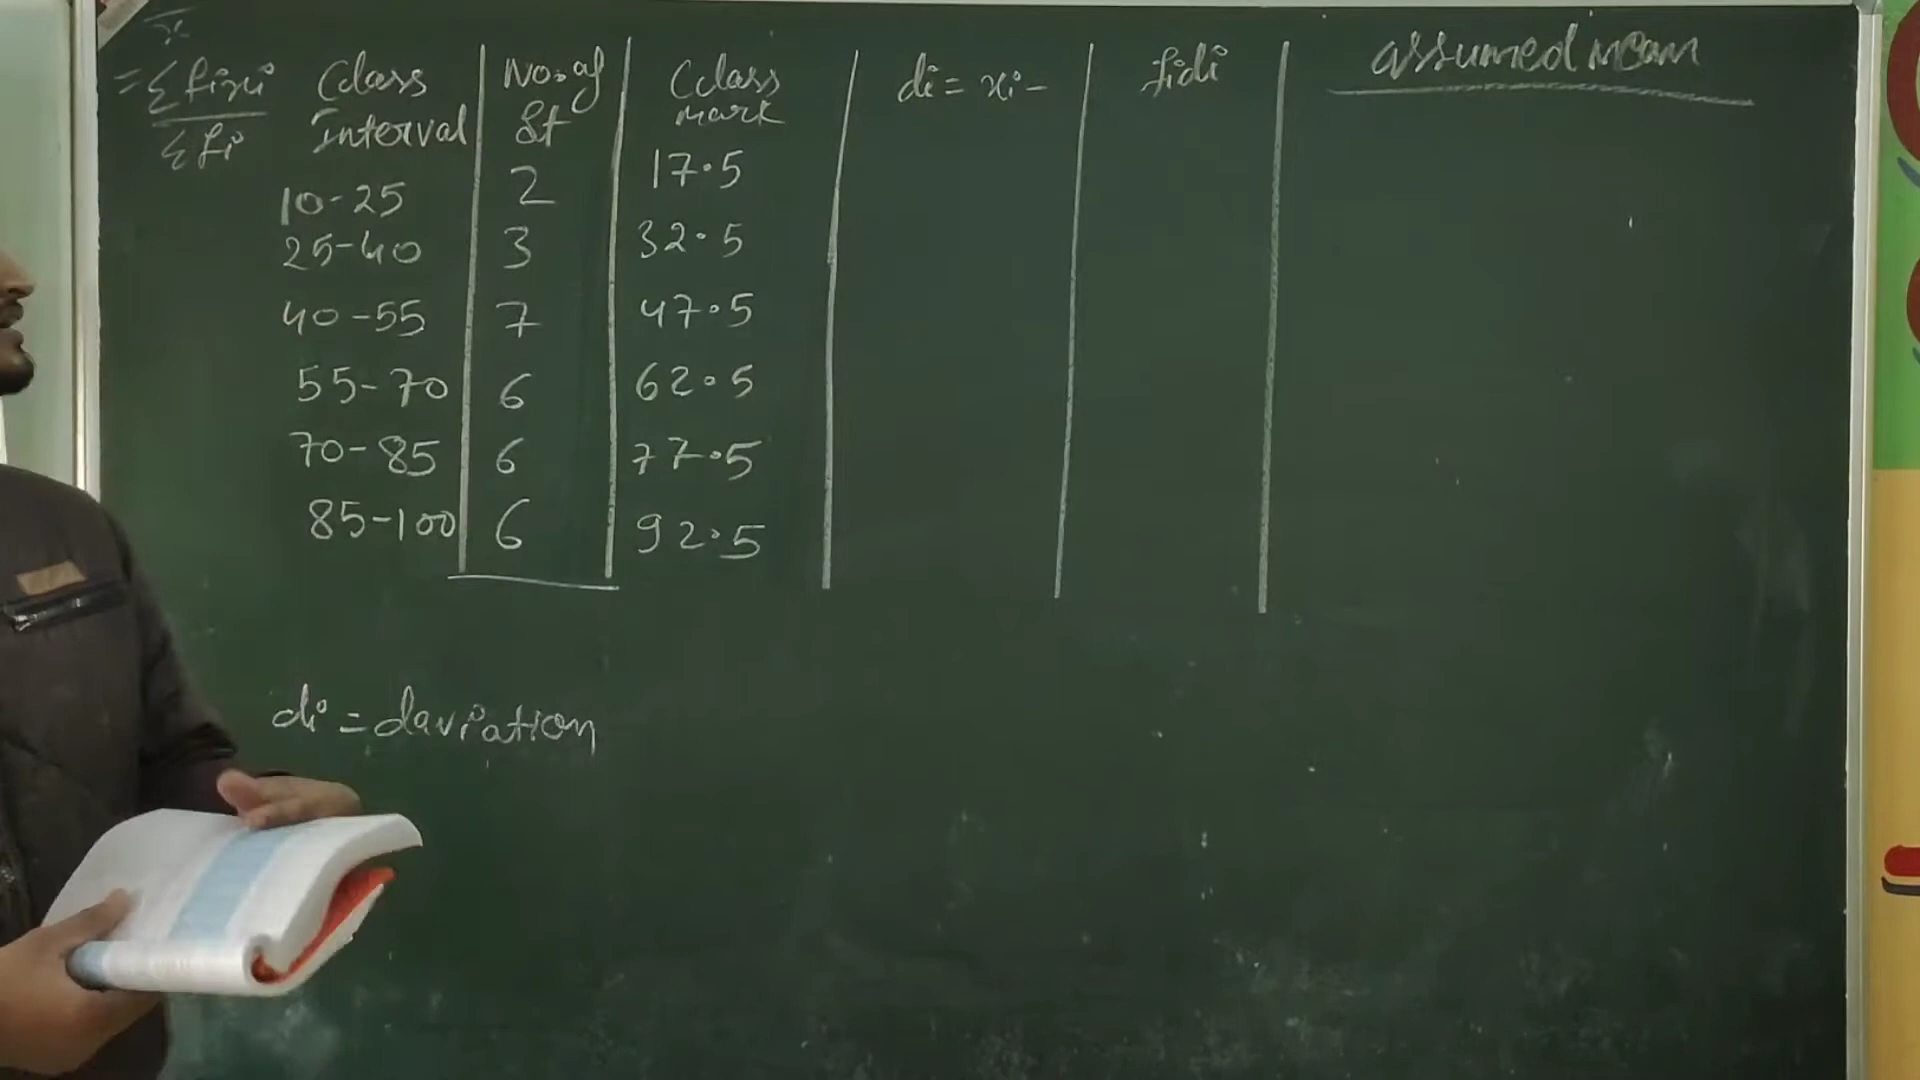 x̄
= Σfixi / Σfi
Class Interval | No. of St | Class mark | di = xi - | fidi | assumed mean
10-25 | 2 | 17.5
25-40 | 3 | 32.5
40-55 | 7 | 47.5
55-70 | 6 | 62.5
70-85 | 6 | 77.5
85-100 | 6 | 92.5
di = daviation